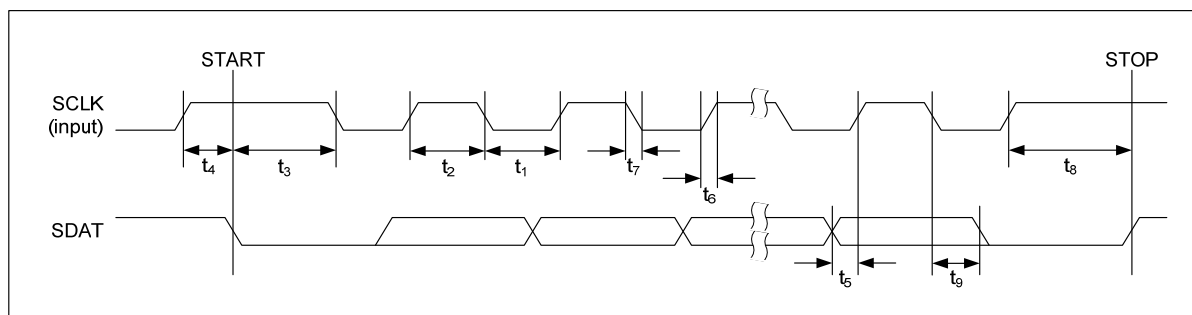 START
STOP
SCLK
(input)
t4
t3
t2
t1
t7
t6
t8
SDAT
t5
t9